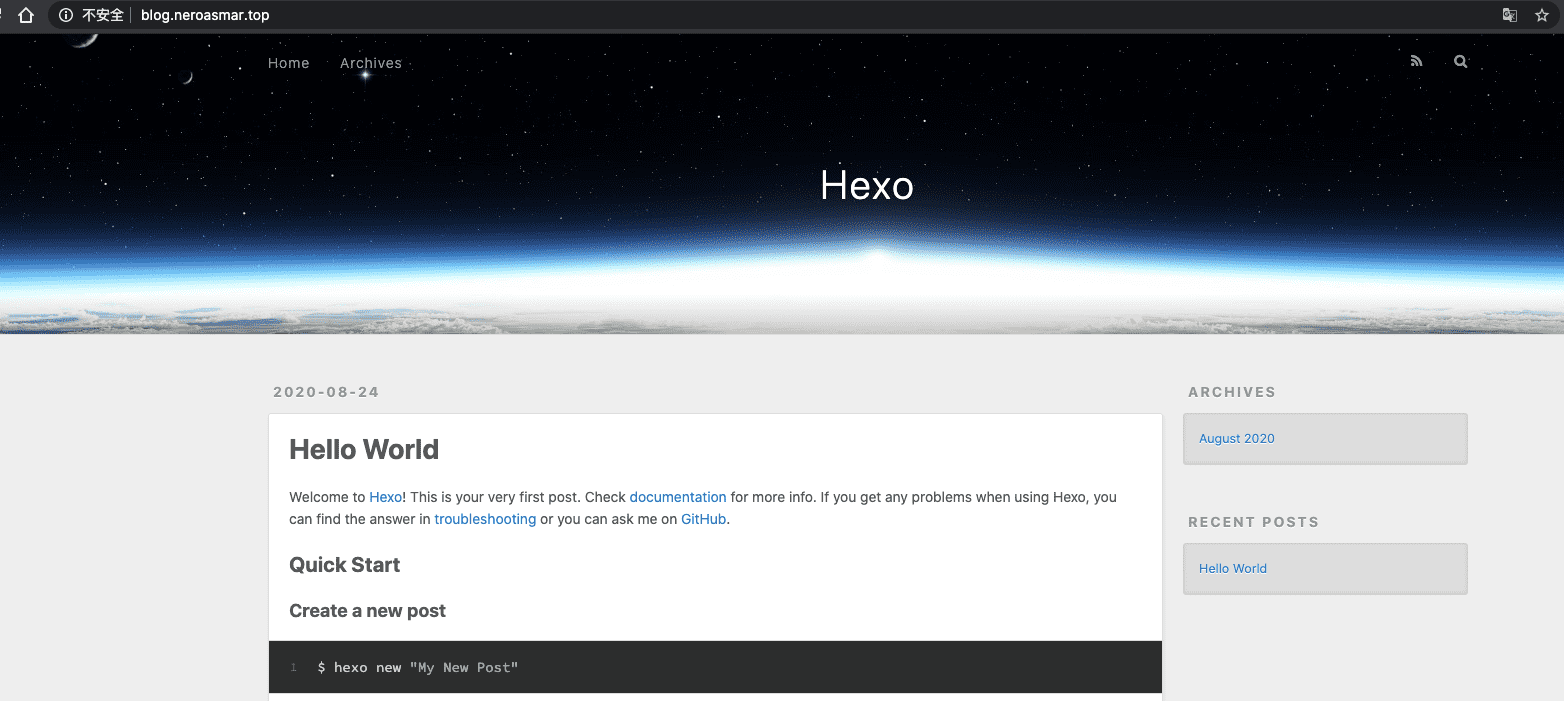 不安全 blog.neroasmar.top
Home Archives
Hexo
2020-08-24
Hello World
Welcome to Hexo! This is your very first post. Check documentation for more info. If you get any problems when using Hexo, you
can find the answer in troubleshooting or you can ask me on GitHub.
Quick Start
Create a new post
1 $ hexo new "My New Post"
ARCHIVES
August 2020
RECENT POSTS
Hello World